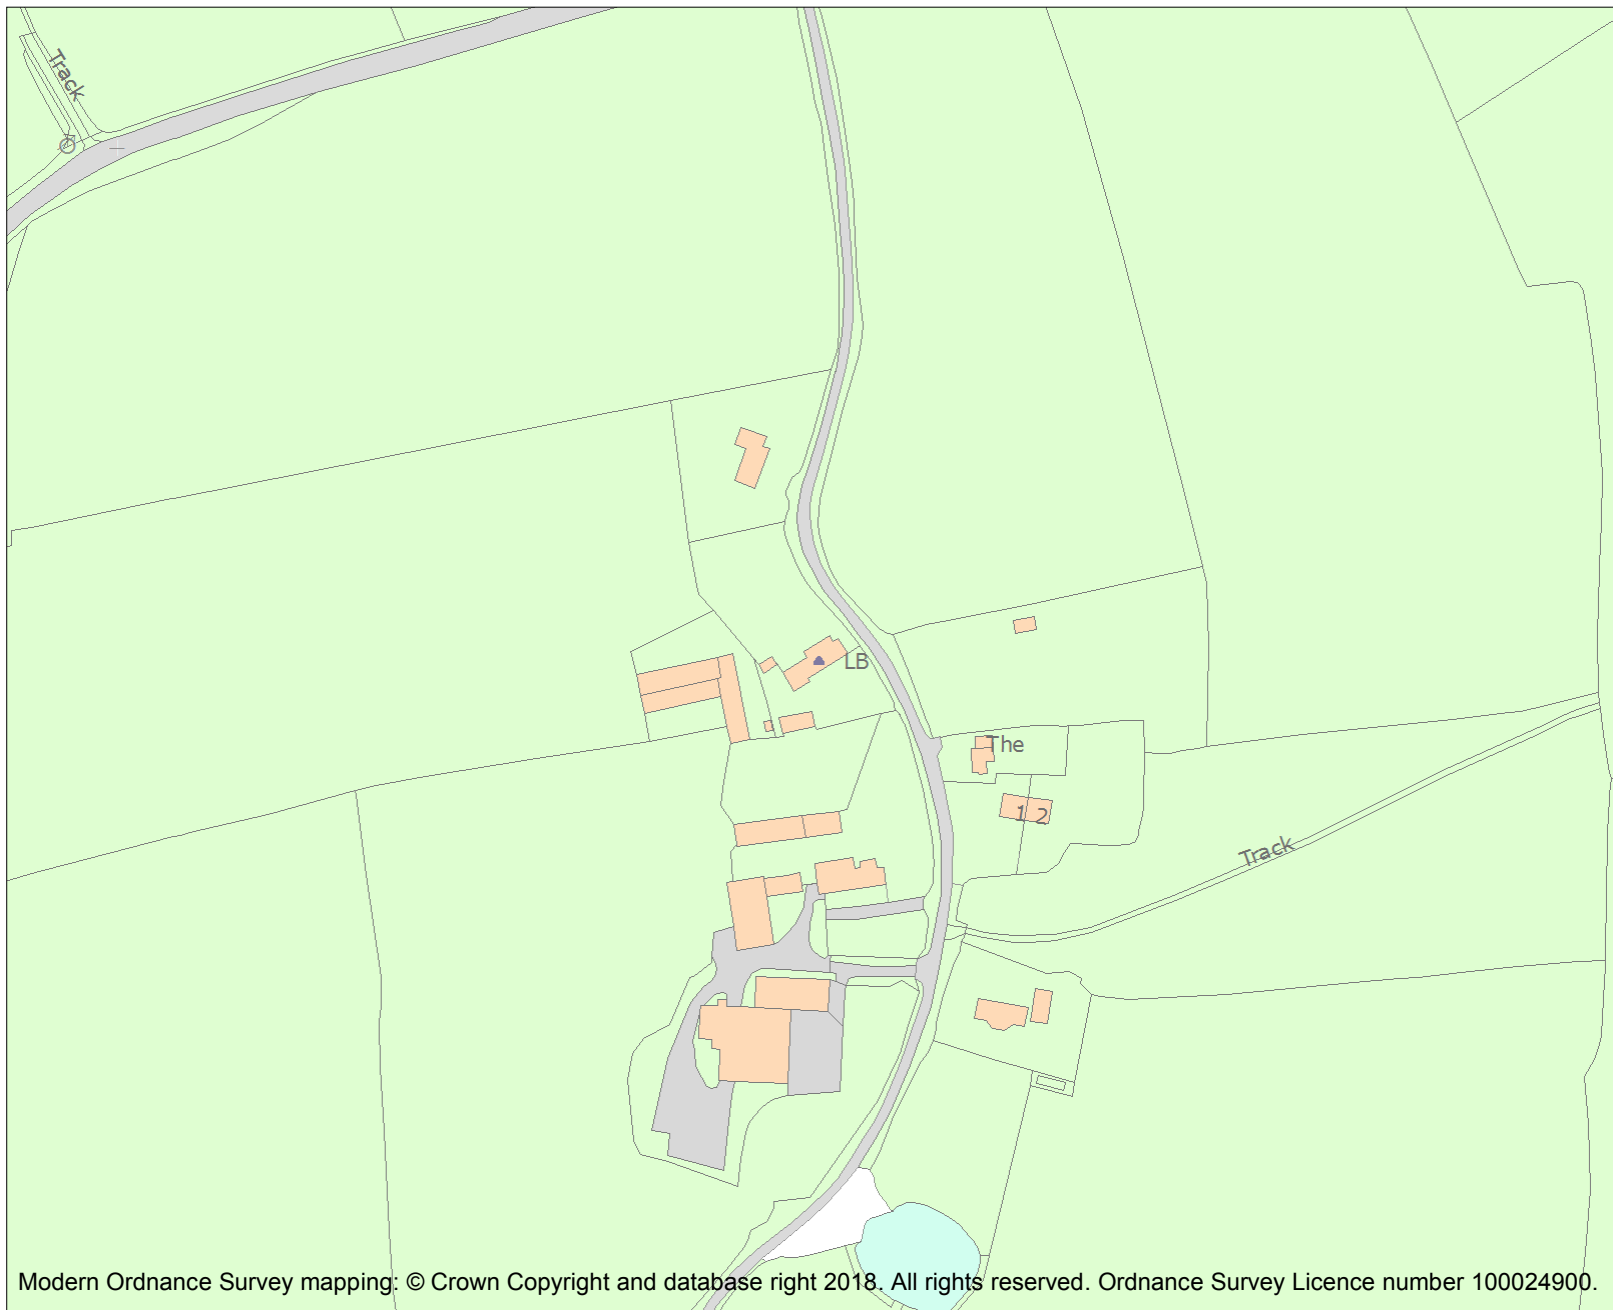 Track
LB
The
1 2
Track
Modern Ordnance Survey mapping: © Crown Copyright and database right 2018. All rights reserved. Ordnance Survey Licence number 100024900.